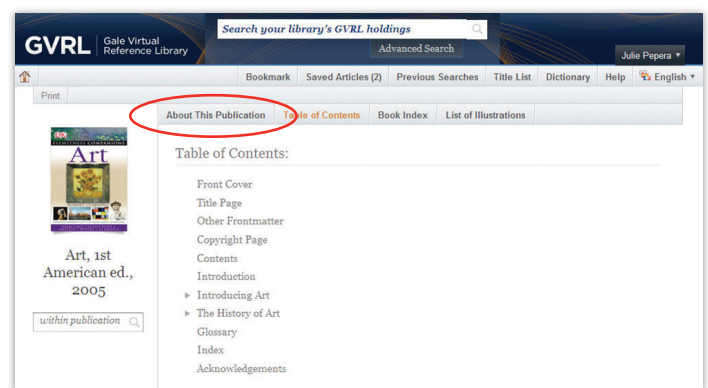 Search your library's GVRL holdings
GVRL Gale Virtual
Reference Library
Advanced Search
Julie Pepera
Bookmark Saved Articles (2) Previous Searches Title List Dictionary Help English
Print
About This Publication Table of Contents Book Index List of Illustrations
DK
EYEWITNESS COMPANIONS
Art
Table of Contents:
Front Cover
Title Page
Other Frontmatter
Copyright Page
Contents
Introduction
Introducing Art
The History of Art
Glossary
Index
Acknowledgements
Art, 1st
American ed.,
2005
within publication